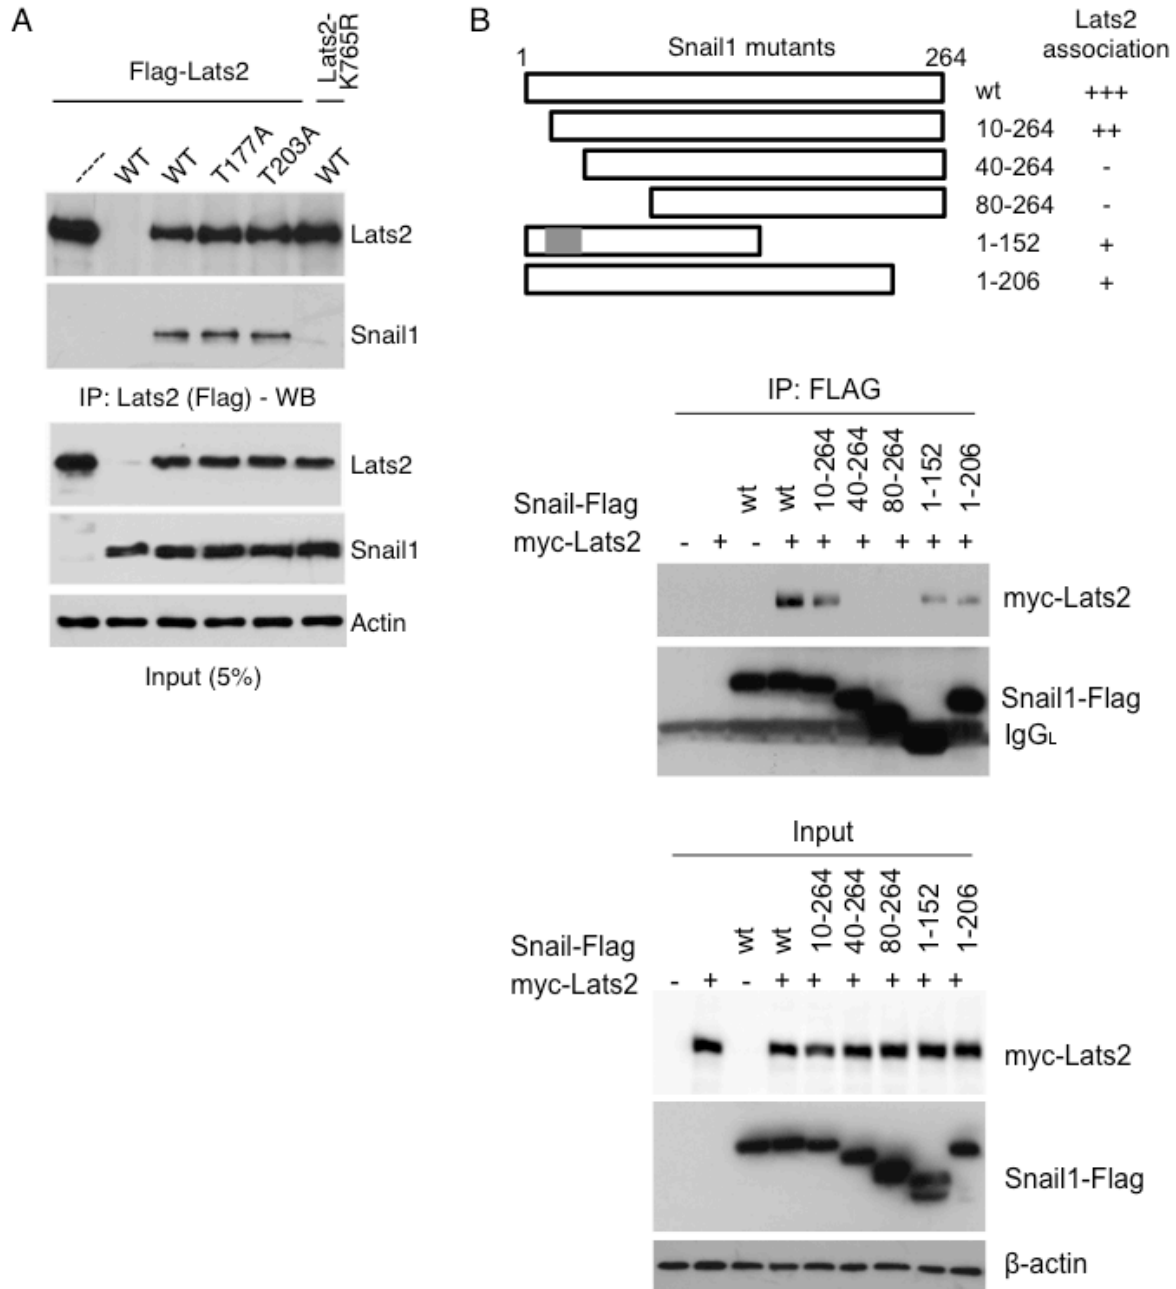 A
Flag-Lats2
Lats2-
K765R
----
WT
WT
T177A
T203A
WT
Lats2
Snail1
IP: Lats2 (Flag) - WB
Lats2
Snail1
Actin
Input (5%)
B
Snail1 mutants
Lats2
association
1
264
wt +++
10-264 ++
40-264 -
80-264 -
1-152 +
1-206 +
IP: FLAG
Snail-Flag wt wt 10-264 40-264 80-264 1-152 1-206
myc-Lats2 - + - + + + + + +
myc-Lats2
Snail1-Flag
IgGL
Input
Snail-Flag wt wt 10-264 40-264 80-264 1-152 1-206
myc-Lats2 - + - + + + + + +
myc-Lats2
Snail1-Flag
β-actin